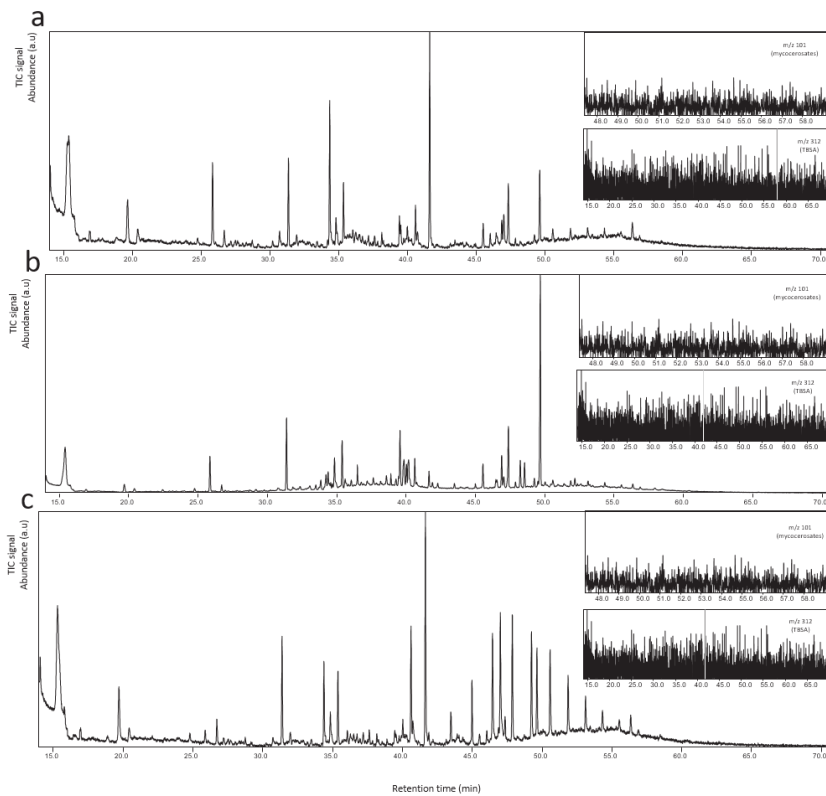 a
TIC signal
Abundance (a.u)
m/z 101
(mycocerosates)
48.0 49.0 50.0 51.0 52.0 53.0 54.0 55.0 56.0 57.0 58.0
m/z 312
(TBSA)
15.0 20.0 25.0 30.0 35.0 40.0 45.0 50.0 55.0 60.0 65.0
15.0 20.0 25.0 30.0 35.0 40.0 45.0 50.0 55.0 60.0 70.0
b
TIC signal
Abundance (a.u)
m/z 101
(mycocerosates)
48.0 49.0 50.0 51.0 52.0 53.0 54.0 55.0 56.0 57.0 58.0
m/z 312
(TBSA)
15.0 20.0 25.0 30.0 35.0 40.0 45.0 50.0 55.0 60.0 65.0
15.0 20.0 30.0 35.0 40.0 45.0 50.0 55.0 60.0 70.0
c
TIC signal
Abundance (a.u)
m/z 101
(mycocerosates)
48.0 49.0 50.0 51.0 52.0 53.0 54.0 55.0 56.0 57.0 58.0
m/z 312
(TBSA)
15.0 20.0 25.0 30.0 35.0 40.0 45.0 50.0 55.0 60.0 65.0
15.0 20.0 25.0 30.0 35.0 40.0 45.0 50.0 55.0 60.0 70.0
Retention time (min)